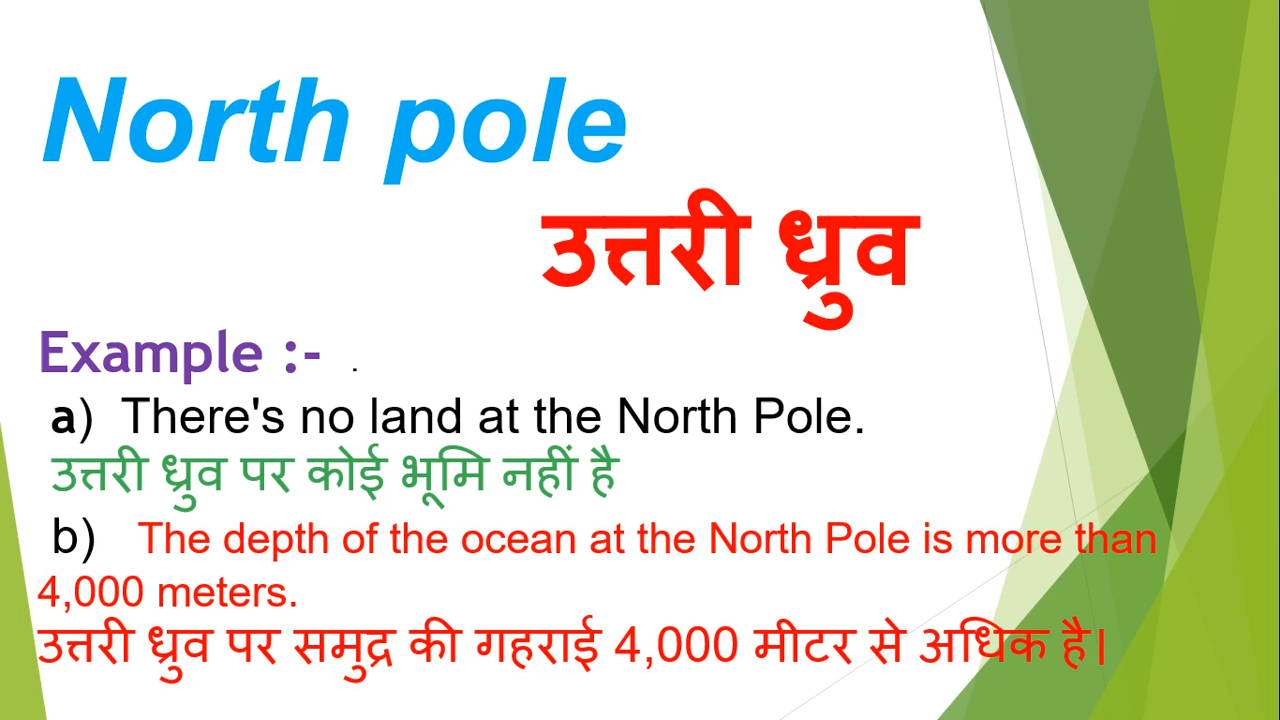 North pole
उत्तरी ध्रुव
Example :- .
a) There's no land at the North Pole.
उत्तरी ध्रुव पर कोई भूमि नहीं है
b) The depth of the ocean at the North Pole is more than
4,000 meters.
उत्तरी ध्रुव पर समुद्र की गहराई 4,000 मीटर से अधिक है।